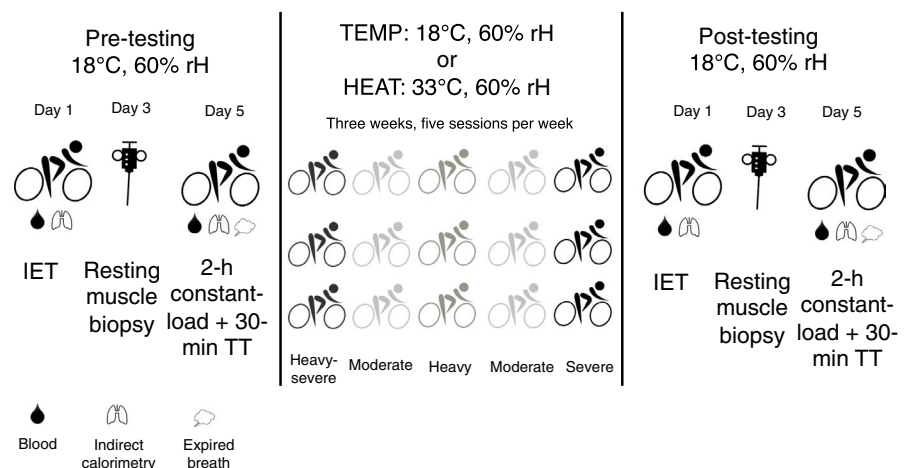 Pre-testing
18°C, 60% rH
Day 1
Day 3
Day 5
IET
Resting
muscle
biopsy
2-h
constant-
load + 30-
min TT
TEMP: 18°C, 60% rH
or
HEAT: 33°C, 60% rH
Three weeks, five sessions per week
Heavy-
severe
Moderate
Heavy
Moderate
Severe
Post-testing
18°C, 60% rH
Day 1
Day 3
Day 5
IET
Resting
muscle
biopsy
2-h
constant-
load + 30-
min TT
Blood
Indirect
calorimetry
Expired
breath